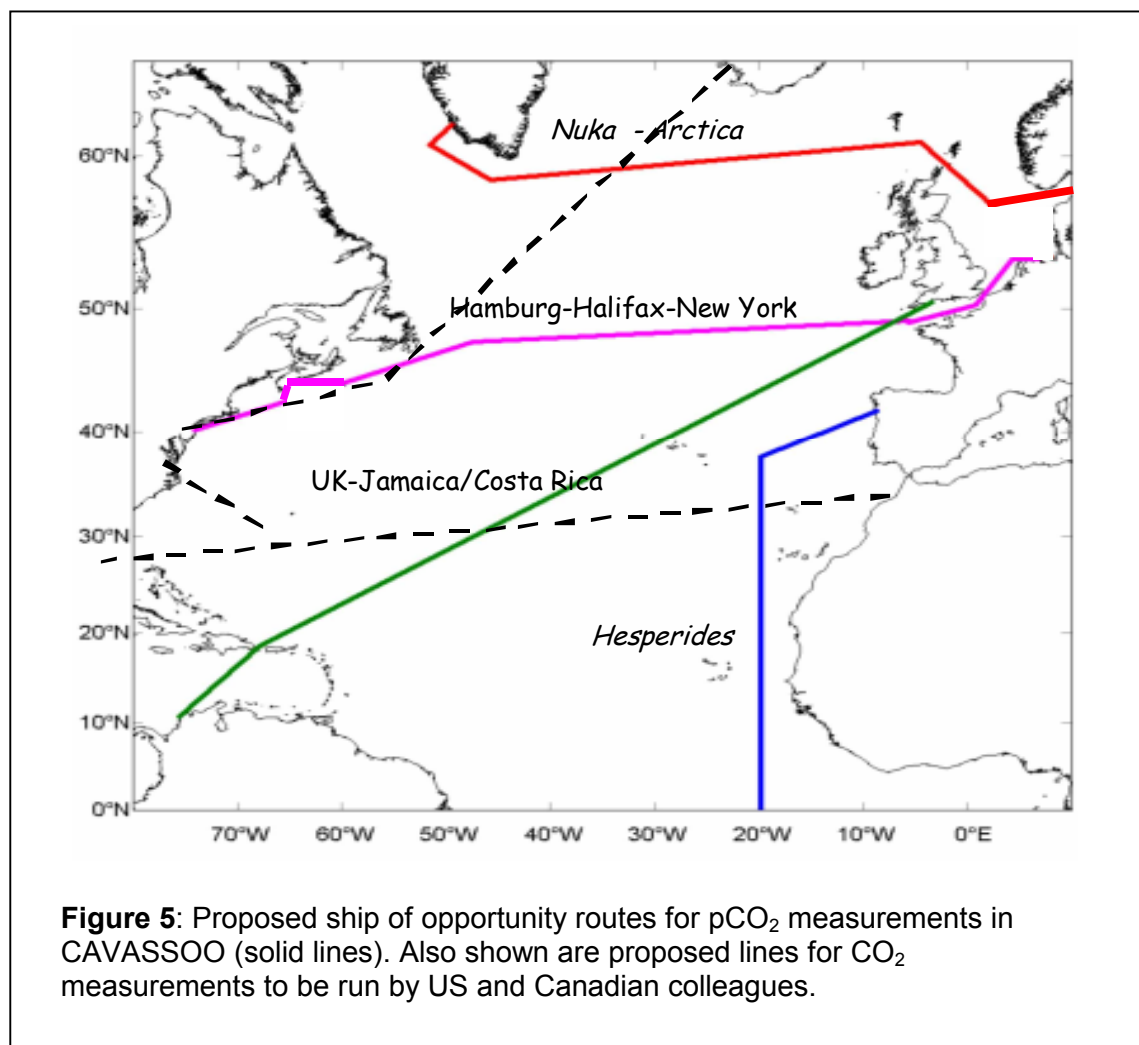 Nuka - Arctica
60°N
50°N
Hamburg-Halifax-New York
40°N
UK-Jamaica/Costa Rica
30°N
20°N
Hesperides
10°N
0°N
70°W 60°W 50°W 40°W 30°W 20°W 10°W 0°E
Figure 5: Proposed ship of opportunity routes for pCO₂ measurements in
CAVASSOO (solid lines). Also shown are proposed lines for CO₂
measurements to be run by US and Canadian colleagues.